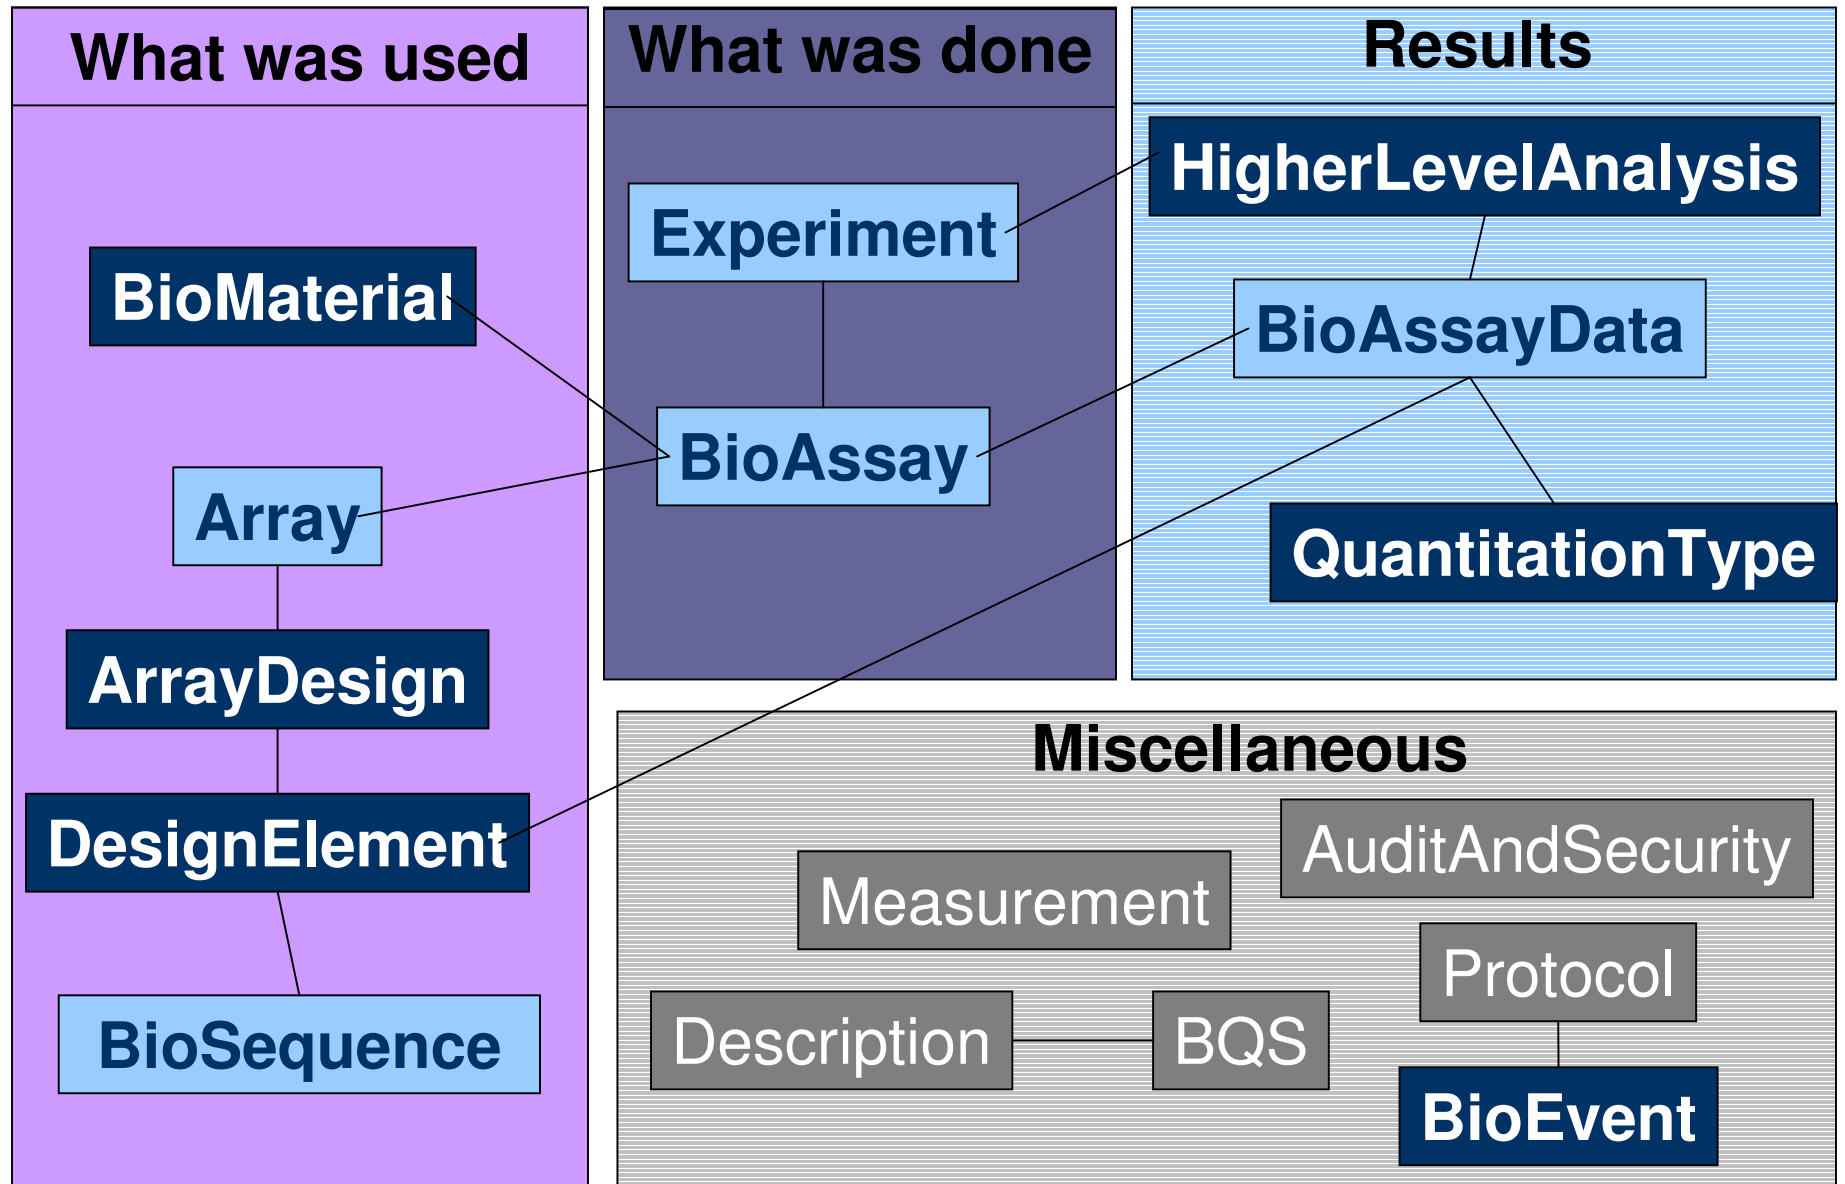 What was used
BioMaterial
Array
ArrayDesign
DesignElement
BioSequence
What was done
Experiment
BioAssay
Results
HigherLevelAnalysis
BioAssayData
QuantitationType
Miscellaneous
AuditAndSecurity
Measurement
Protocol
Description
BQS
BioEvent